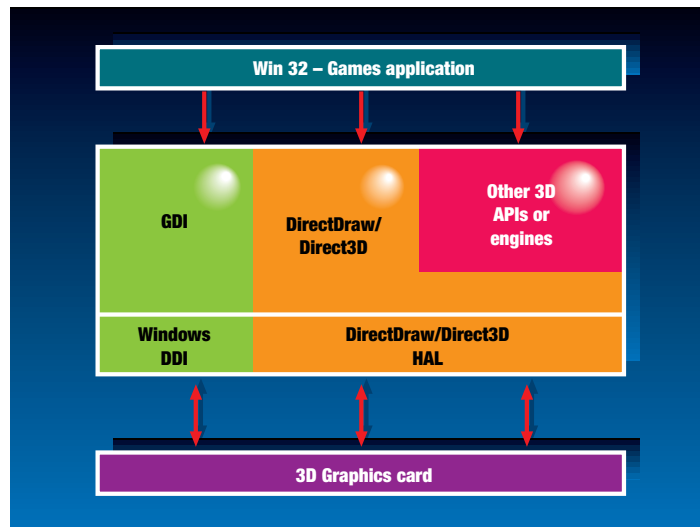 Win 32 – Games application
GDI
DirectDraw/
Direct3D
Other 3D
APIs or
engines
Windows
DDI
DirectDraw/Direct3D
HAL
3D Graphics card